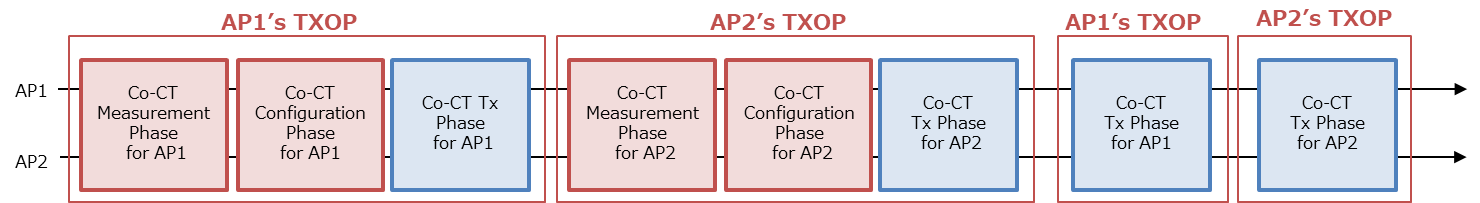 AP1’s TXOP
AP2’s TXOP
AP1’s TXOP
AP2’s TXOP
AP1
AP2
Co-CT
Measurement
Phase
for AP1
Co-CT
Configuration
Phase
for AP1
Co-CT Tx
Phase
for AP1
Co-CT
Measurement
Phase
for AP2
Co-CT
Configuration
Phase
for AP2
Co-CT
Tx Phase
for AP2
Co-CT
Tx Phase
for AP1
Co-CT
Tx Phase
for AP2